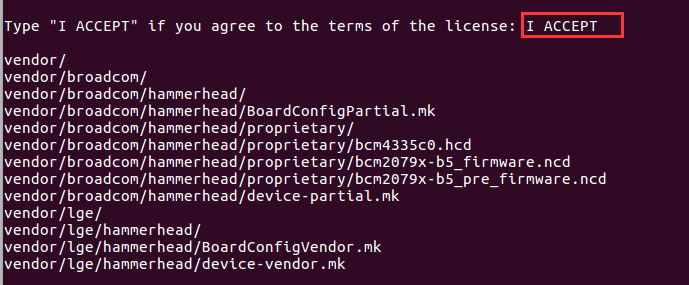 Type "I ACCEPT" if you agree to the terms of the license: I ACCEPT
vendor/
vendor/broadcom/
vendor/broadcom/hammerhead/
vendor/broadcom/hammerhead/BoardConfigPartial.mk
vendor/broadcom/hammerhead/proprietary/
vendor/broadcom/hammerhead/proprietary/bcm4335c0.hcd
vendor/broadcom/hammerhead/proprietary/bcm2079x-b5_firmware.ncd
vendor/broadcom/hammerhead/proprietary/bcm2079x-b5_pre_firmware.ncd
vendor/broadcom/hammerhead/device-partial.mk
vendor/lge/
vendor/lge/hammerhead/
vendor/lge/hammerhead/BoardConfigVendor.mk
vendor/lge/hammerhead/device-vendor.mk